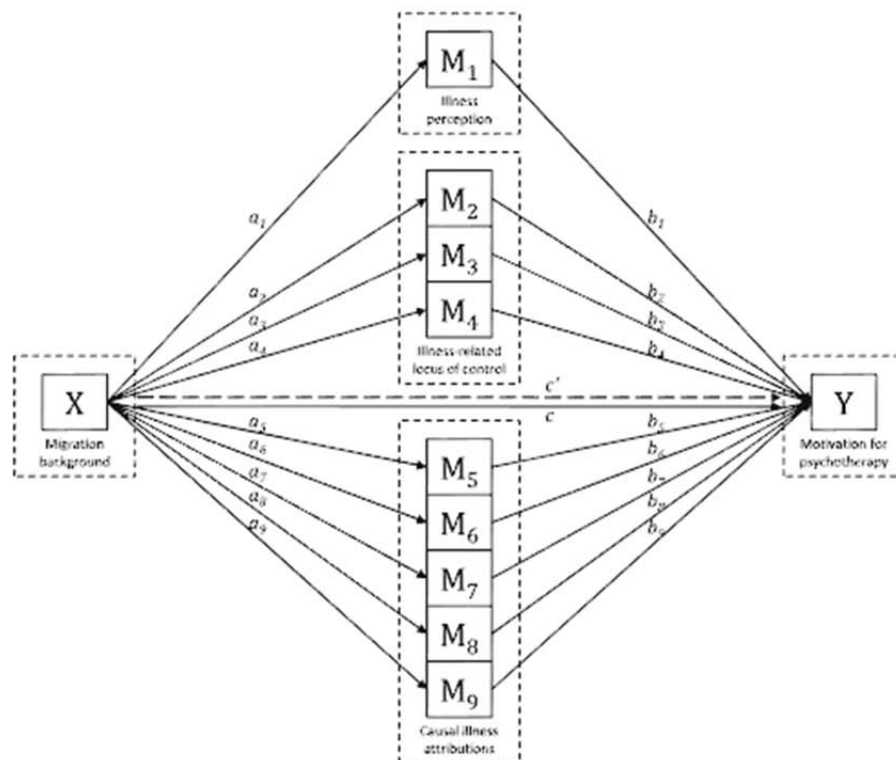 M1
Illness
perception
a1
b1
M2
M3
M4
Illness-related
locus of control
a2
a3
a4
b2
b3
b4
X
Migration
background
c'
c
Y
Motivation for
psychotherapy
a5
a6
a7
a8
a9
b5
b6
b7
b8
b9
M5
M6
M7
M8
M9
Causal illness
attributions